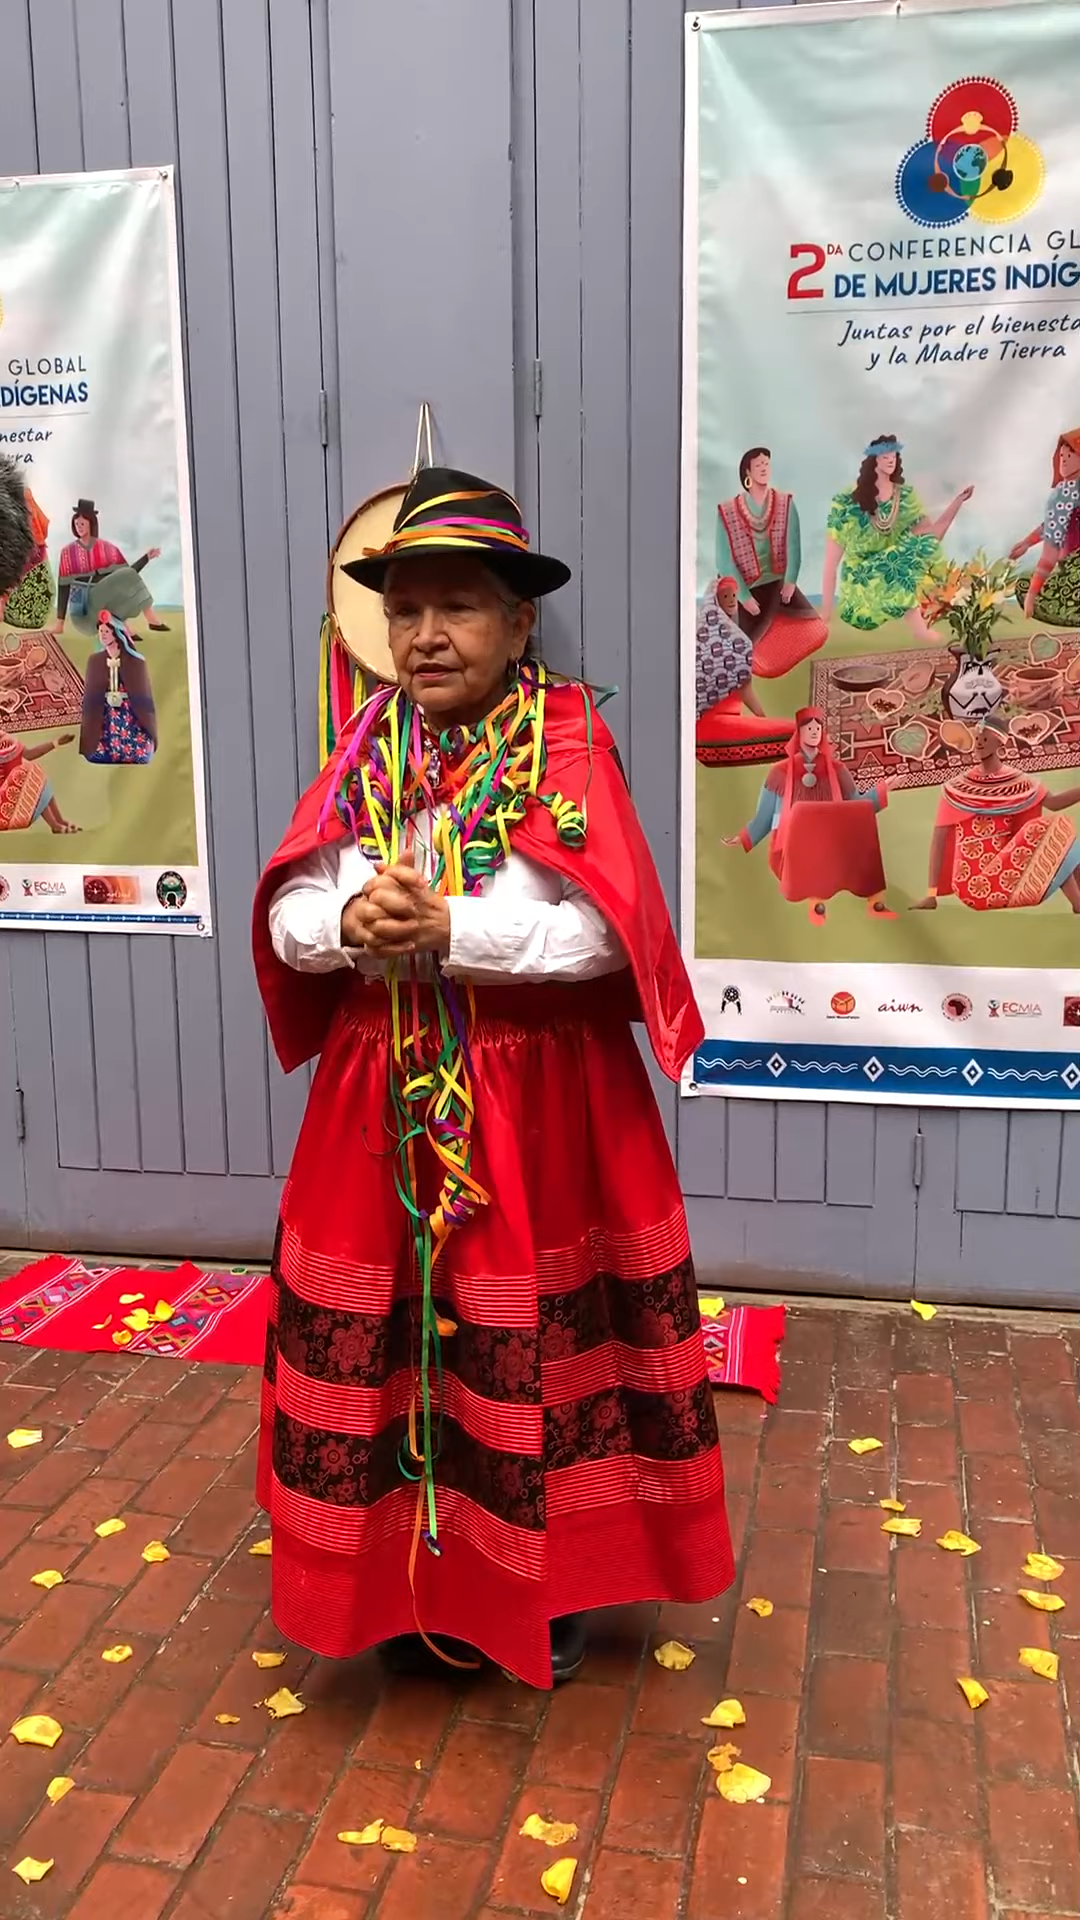 GLOBAL
DÍGENAS
nestar
rra
ECMIA
2DA CONFERENCIA GL
DE MUJERES INDÍG
Juntas por el bienesta
y la Madre Tierra
aiwn
ECMIA